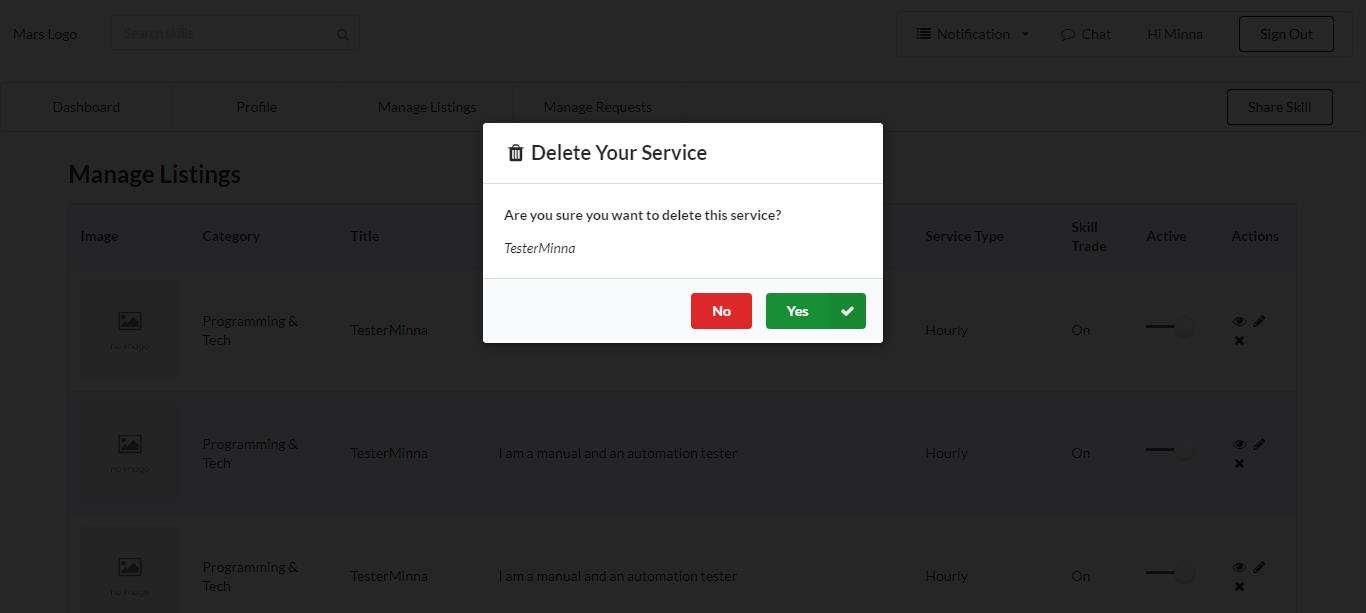 Mars Logo
Search skills
Notification
Chat
Hi Minna
Sign Out
Dashboard
Profile
Manage Listings
Manage Requests
Share Skill
Delete Your Service
Are you sure you want to delete this service?
TesterMinna
No
Yes
Manage Listings
Image
Category
Title
Service Type
Skill
Trade
Active
Actions
no image
Programming &
Tech
TesterMinna
Hourly
On
no image
Programming &
Tech
TesterMinna
I am a manual and an automation tester
Hourly
On
no image
Programming &
Tech
TesterMinna
I am a manual and an automation tester
Hourly
On